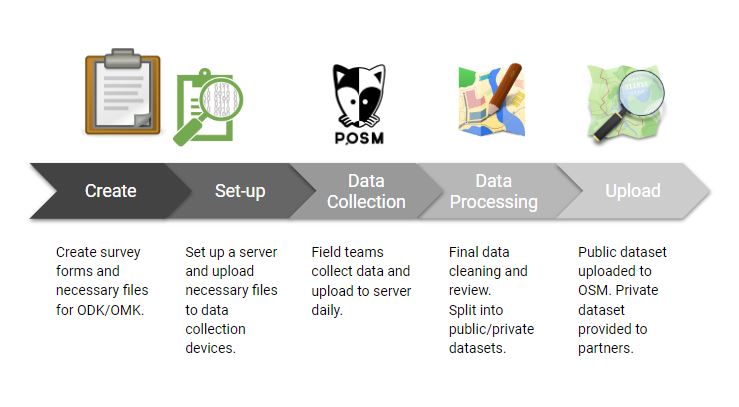 POSM
Create
Set-up
Data
Collection
Data
Processing
Upload
Create survey
forms and
necessary files
for ODK/OMK.
Set up a server
and upload
necessary files
to data
collection
devices.
Field teams
collect data and
upload to server
daily.
Final data
cleaning and
review.
Split into
public/private
datasets.
Public dataset
uploaded to
OSM. Private
dataset
provided to
partners.